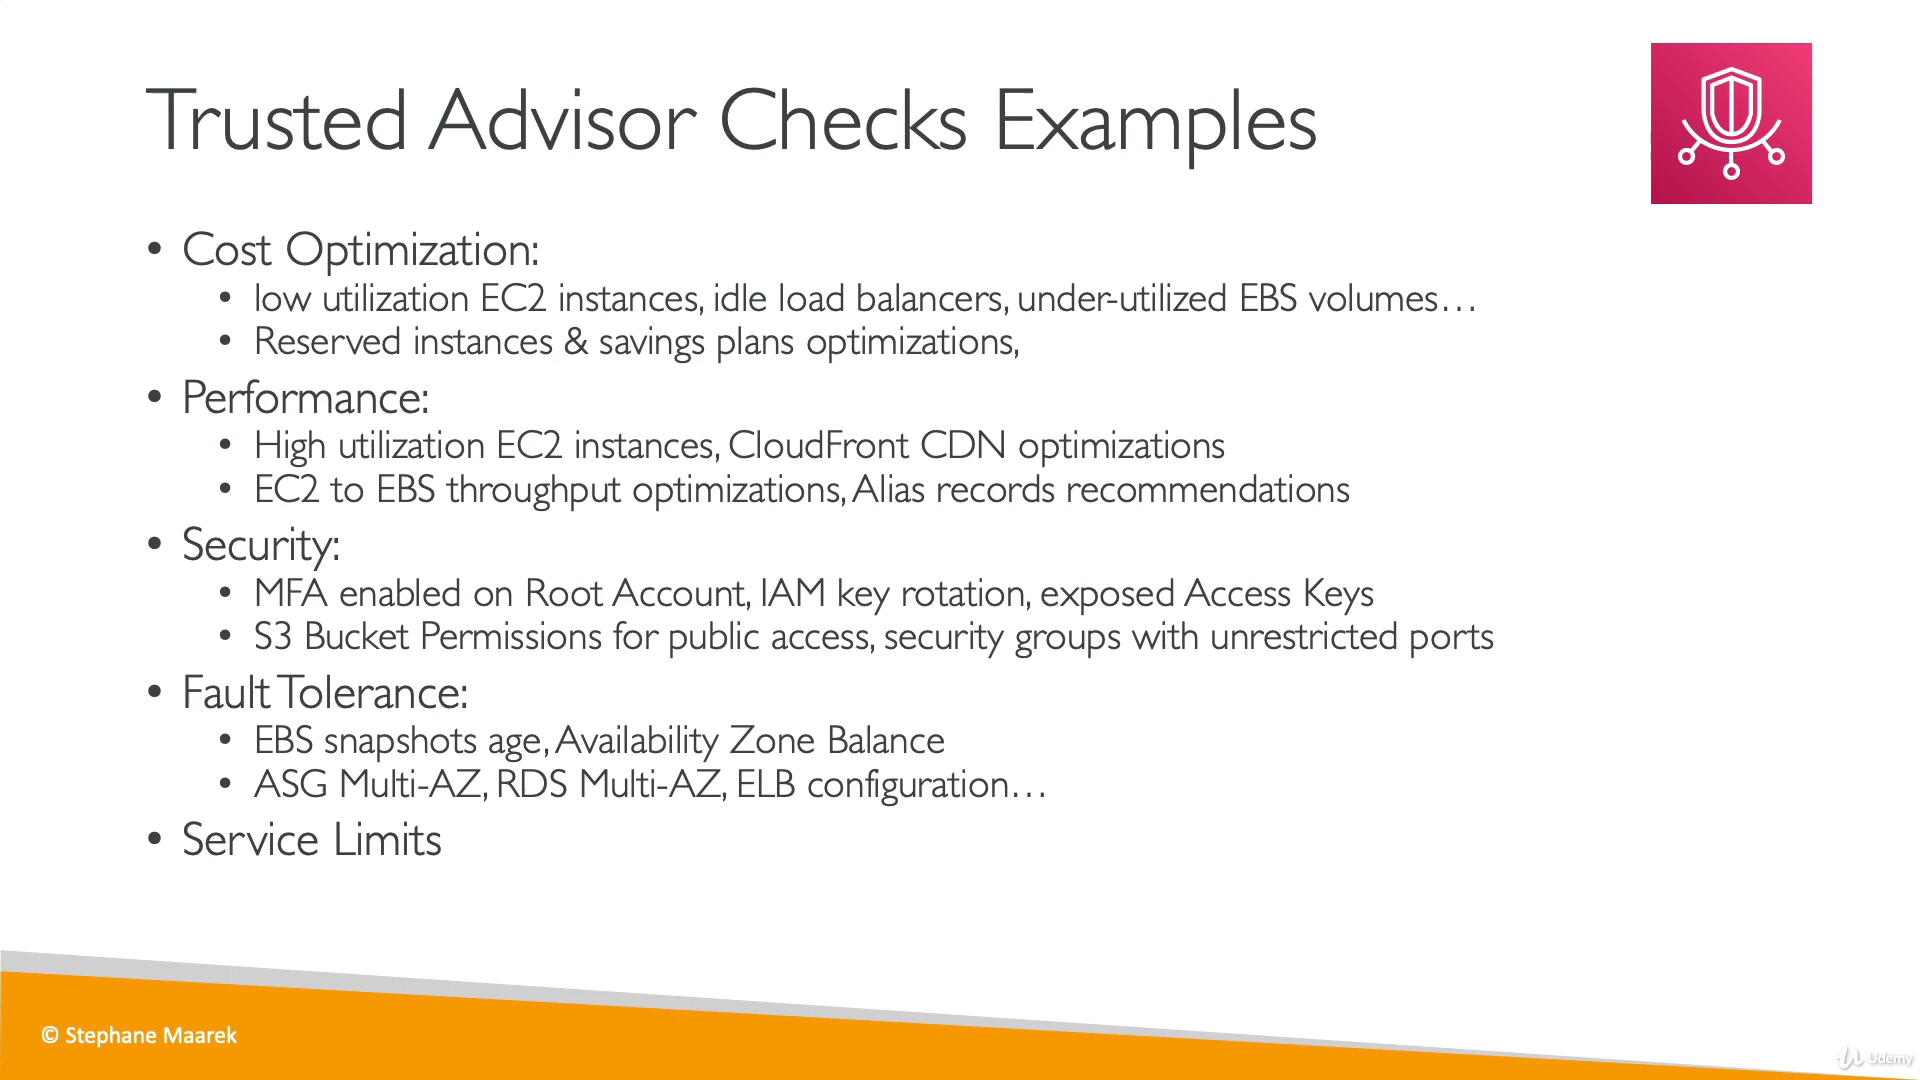 Trusted Advisor Checks Examples
• Cost Optimization:
• low utilization EC2 instances, idle load balancers, under-utilized EBS volumes…
• Reserved instances & savings plans optimizations,
• Performance:
• High utilization EC2 instances, CloudFront CDN optimizations
• EC2 to EBS throughput optimizations, Alias records recommendations
• Security:
• MFA enabled on Root Account, IAM key rotation, exposed Access Keys
• S3 Bucket Permissions for public access, security groups with unrestricted ports
• Fault Tolerance:
• EBS snapshots age, Availability Zone Balance
• ASG Multi-AZ, RDS Multi-AZ, ELB configuration…
• Service Limits
© Stephane Maarek
Udemy